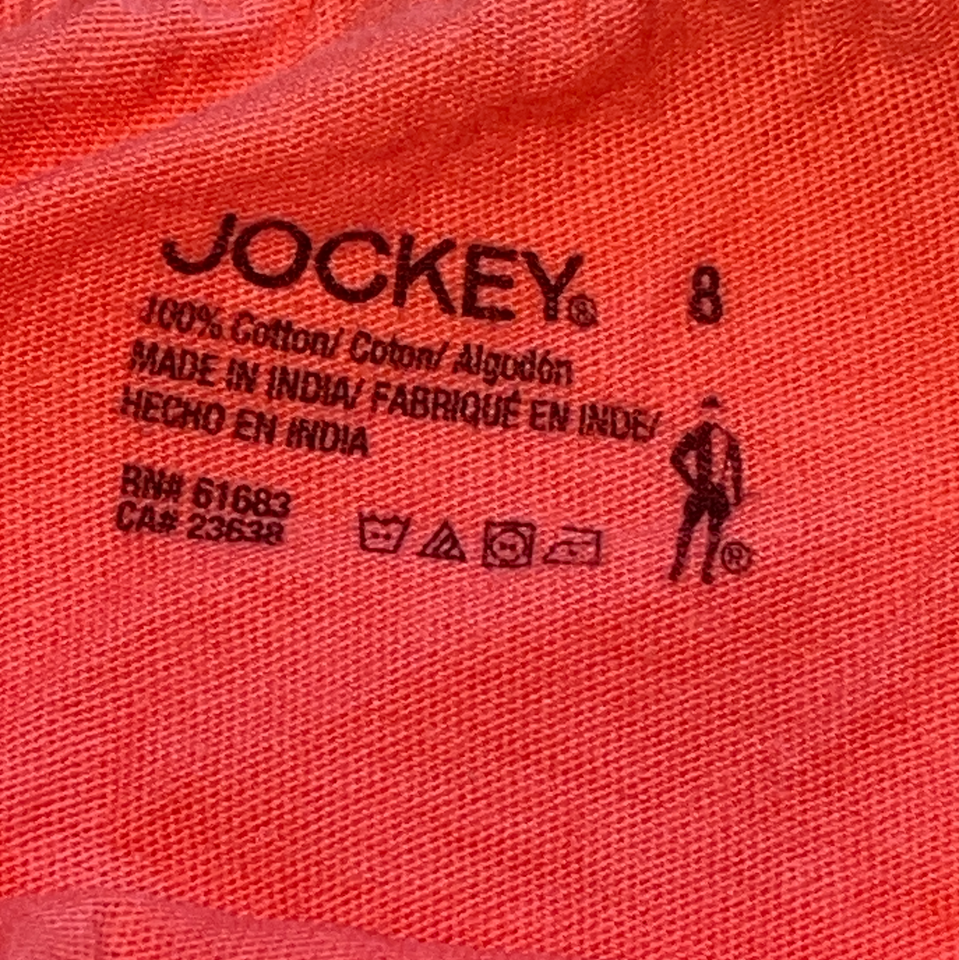 JOCKEY® 8
100% Cotton/ Coton/ Algodón
MADE IN INDIA/ FABRIQUÉ EN INDE/
HECHO EN INDIA
RN# 61683
CA# 23638
®